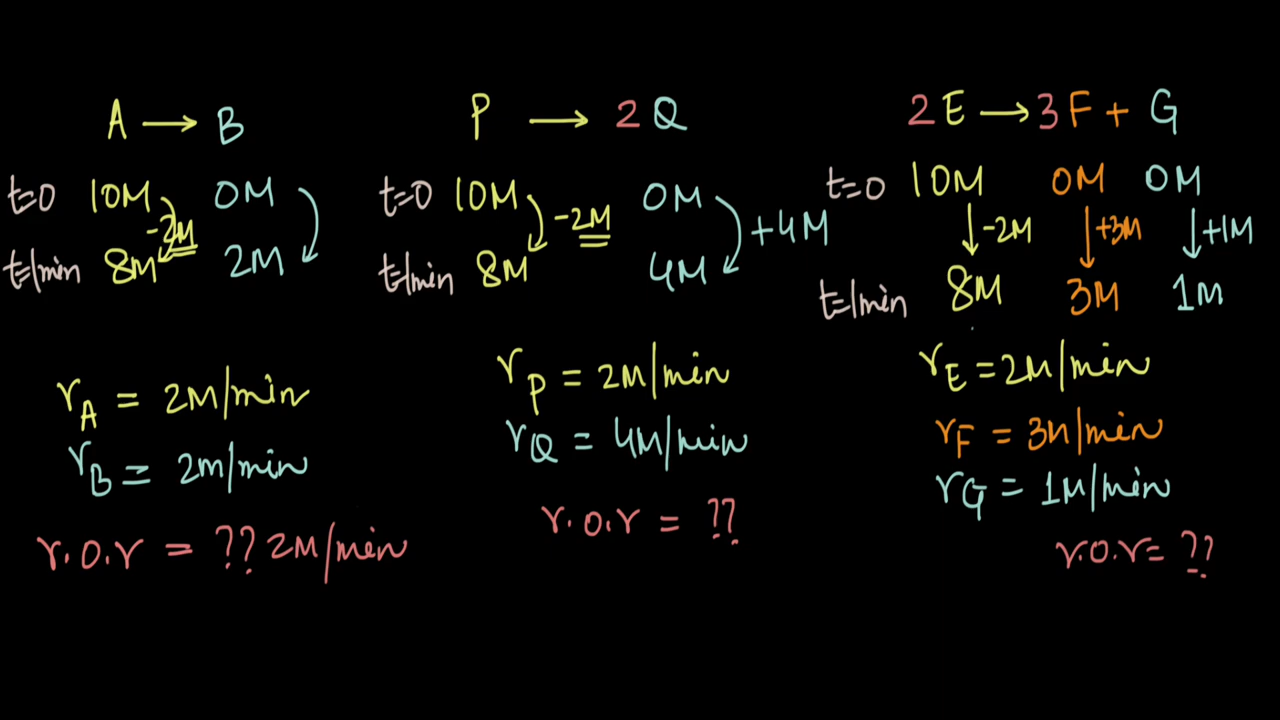 A → B
t=0 10M 0M
-2M
t=1min 8M 2M
rA = 2M/min
rB = 2M/min
r.o.r = ?? 2M/min
P → 2Q
t=0 10M 0M
-2M +4M
t=1min 8M 4M
rP = 2M/min
rQ = 4M/min
r.o.r = ??
2E → 3F + G
t=0 10M 0M 0M
-2M +3M +1M
t=1min 8M 3M 1M
rE = 2M/min
rF = 3M/min
rG = 1M/min
r.o.r = ??